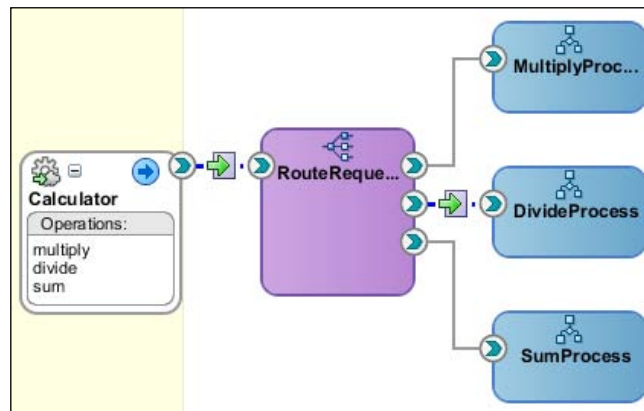 Calculator
Operations:
multiply
divide
sum
RouteReque...
MultiplyProc...
DivideProcess
SumProcess